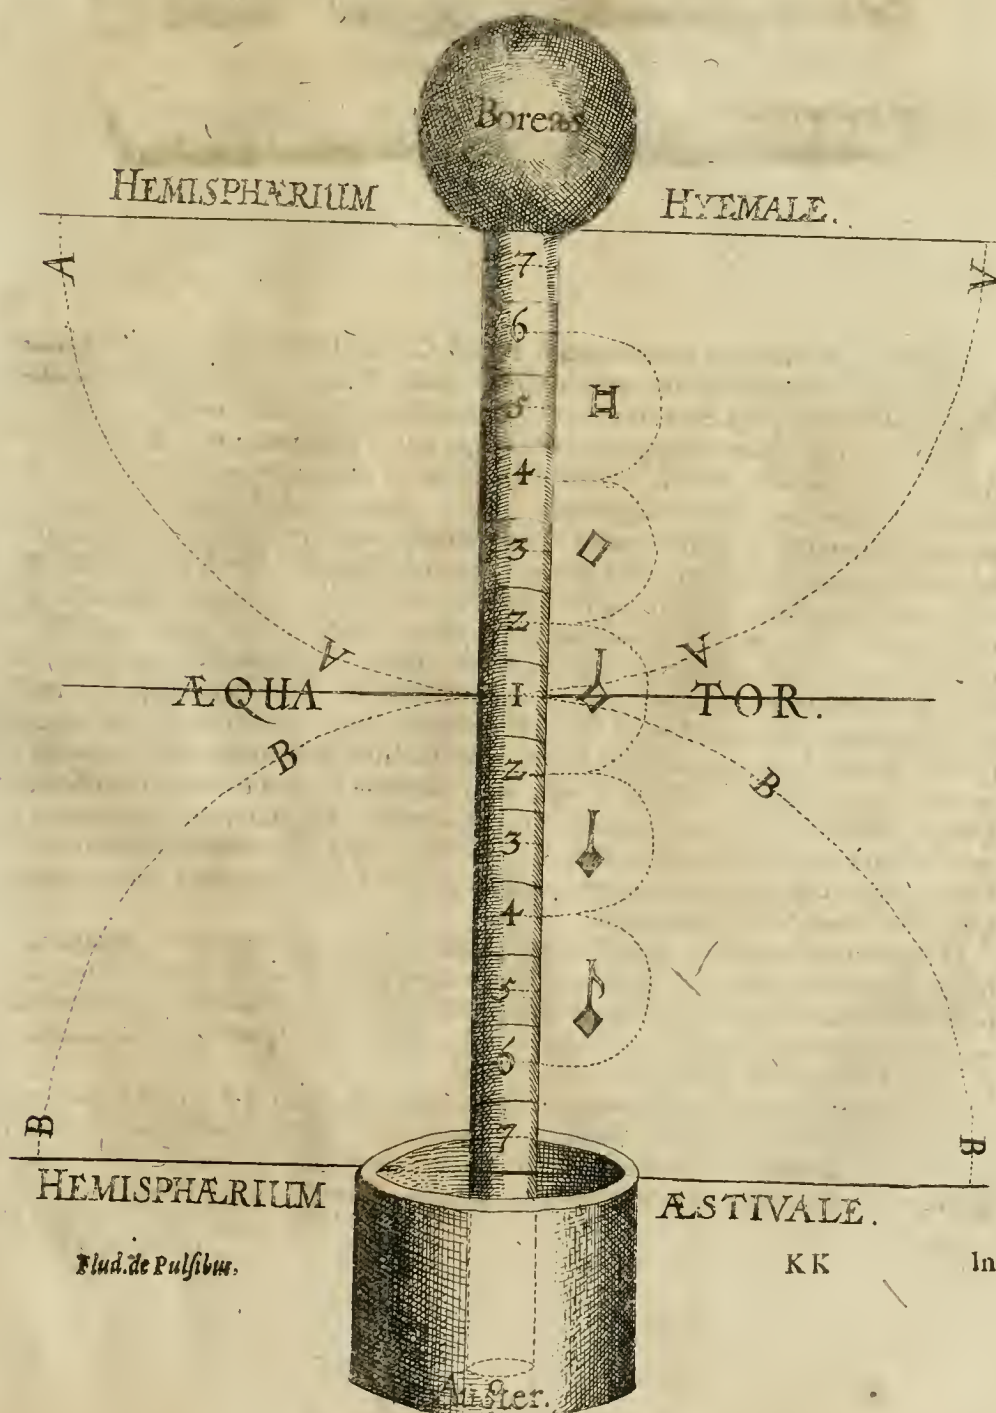 Boreas
HEMISPHÆRIUM HYEMALE.
7
A A
6
5
4
3
2
A A
ÆQUA 1 TOR.
B B
2
3
4
5
6
B B
7
HEMISPHÆRIUM ÆSTIVALE.
Flud. de Pulsibus, KK In
Auster.